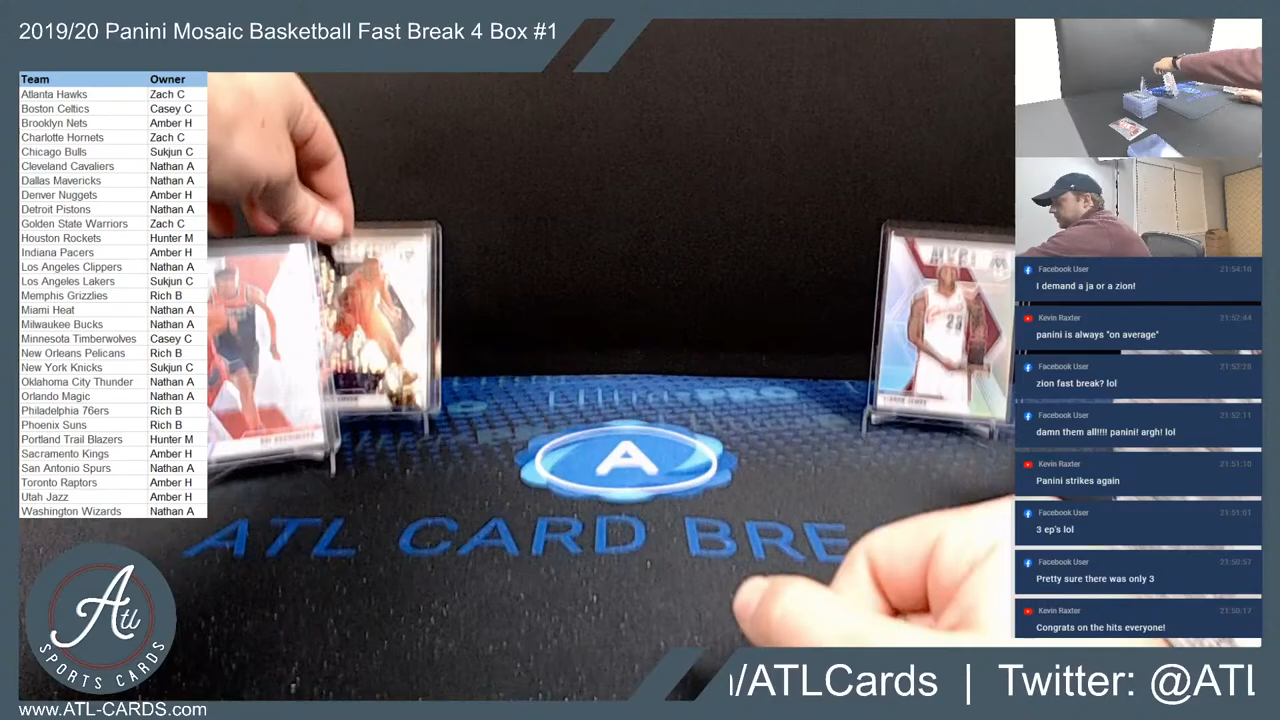 2019/20 Panini Mosaic Basketball Fast Break 4 Box #1
Team Owner
Atlanta Hawks Zach C
Boston Celtics Casey C
Brooklyn Nets Amber H
Charlotte Hornets Zach C
Chicago Bulls Sukjun C
Cleveland Cavaliers Nathan A
Dallas Mavericks Nathan A
Denver Nuggets Amber H
Detroit Pistons Nathan A
Golden State Warriors Zach C
Houston Rockets Hunter M
Indiana Pacers Amber H
Los Angeles Clippers Nathan A
Los Angeles Lakers Sukjun C
Memphis Grizzlies Rich B
Miami Heat Nathan A
Milwaukee Bucks Nathan A
Minnesota Timberwolves Casey C
New Orleans Pelicans Rich B
New York Knicks Sukjun C
Oklahoma City Thunder Nathan A
Orlando Magic Nathan A
Philadelphia 76ers Rich B
Phoenix Suns Rich B
Portland Trail Blazers Hunter M
Sacramento Kings Amber H
San Antonio Spurs Nathan A
Toronto Raptors Amber H
Utah Jazz Amber H
Washington Wizards Nathan A
Atl
SPORTS CARDS
www.ATL-CARDS.com
23
A
ATL CARD BRE
Facebook User 21:54:10
I demand a ja or a zion!
Kevin Raxter 21:52:44
panini is always "on average"
Facebook User 21:52:28
zion fast break? lol
Facebook User 21:52:11
damn them all!!!! panini! argh! lol
Kevin Raxter 21:51:10
Panini strikes again
Facebook User 21:51:01
3 ep's lol
Facebook User 21:50:57
Pretty sure there was only 3
Kevin Raxter 21:50:17
Congrats on the hits everyone!
/ATLCards | Twitter: @ATL